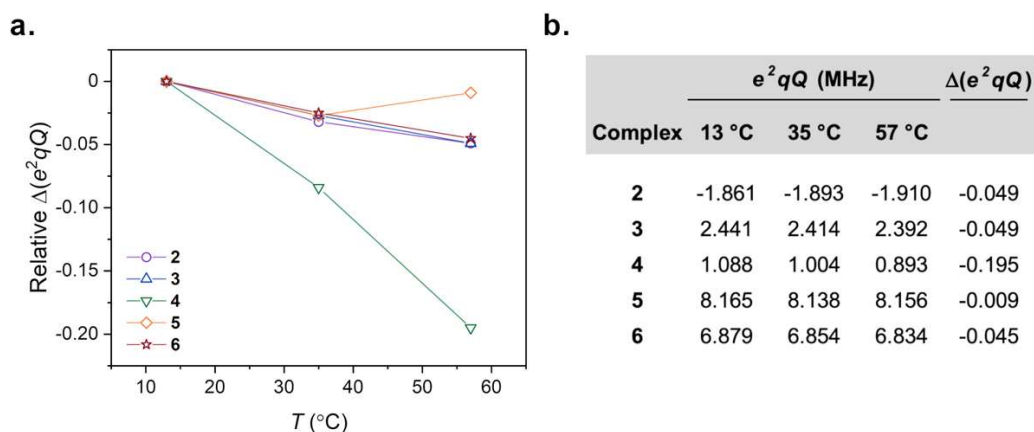 a.
Relative Δ(e²qQ)
0
-0.05
-0.10
-0.15
-0.20
2
3
4
5
6
10 20 30 40 50 60
T (°C)
b.
e²qQ (MHz) Δ(e²qQ)
Complex 13 °C 35 °C 57 °C
2 -1.861 -1.893 -1.910 -0.049
3 2.441 2.414 2.392 -0.049
4 1.088 1.004 0.893 -0.195
5 8.165 8.138 8.156 -0.009
6 6.879 6.854 6.834 -0.045